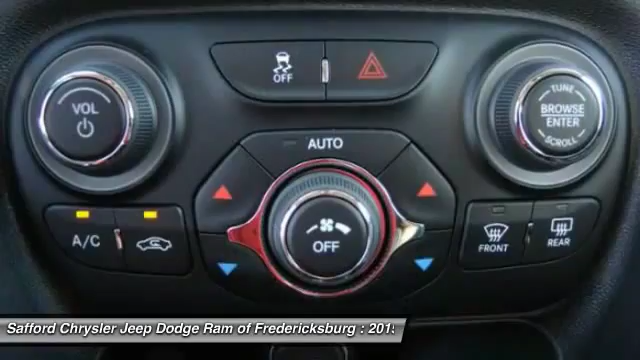 OFF
VOL
TUNE
BROWSE
ENTER
SCROLL
AUTO
OFF
A/C
FRONT
REAR
Safford Chrysler Jeep Dodge Ram of Fredericksburg : 201